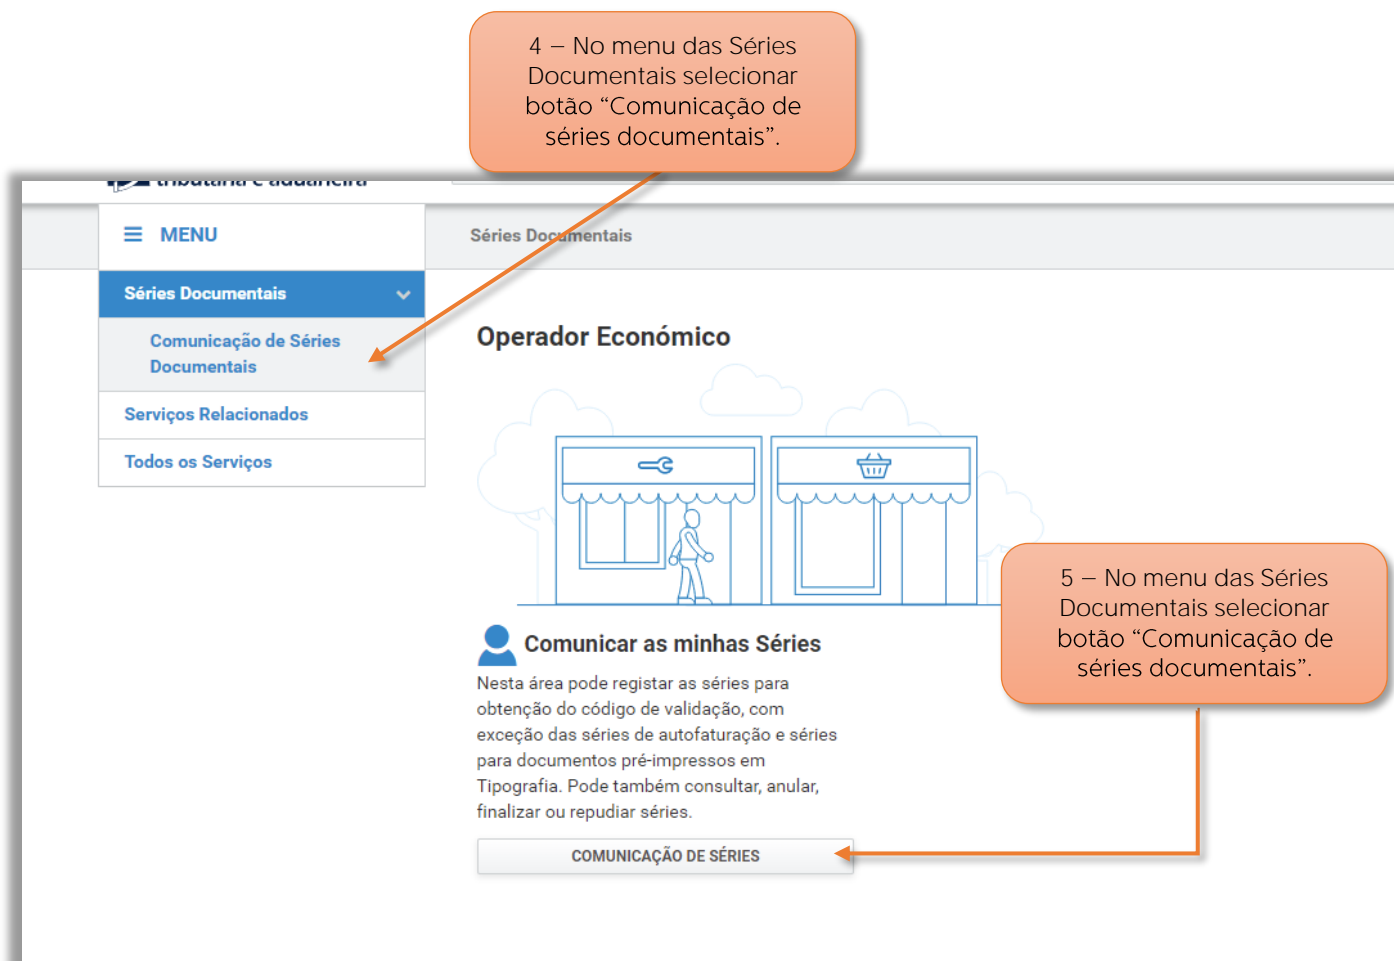 4 – No menu das Séries
Documentais selecionar
botão “Comunicação de
séries documentais”.
tributária e aduaneira
MENU
Séries Documentais
Séries Documentais
Comunicação de Séries
Documentais
Serviços Relacionados
Todos os Serviços
Operador Económico
5 – No menu das Séries
Documentais selecionar
botão “Comunicação de
séries documentais”.
Comunicar as minhas Séries
Nesta área pode registar as séries para
obtenção do código de validação, com
exceção das séries de autofaturação e séries
para documentos pré-impressos em
Tipografia. Pode também consultar, anular,
finalizar ou repudiar séries.
COMUNICAÇÃO DE SÉRIES